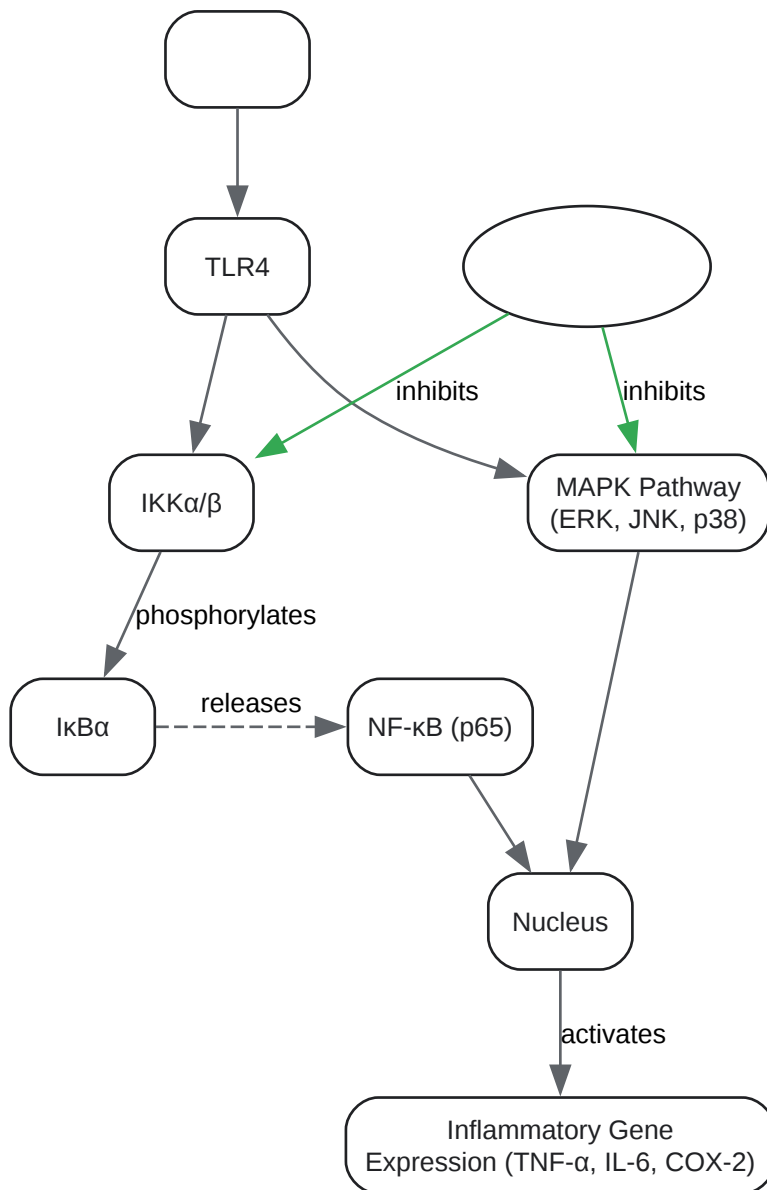 TLR4
inhibits
inhibits
IKKα/β
MAPK Pathway
(ERK, JNK, p38)
phosphorylates
IκBα
releases
NF-κB (p65)
Nucleus
activates
Inflammatory Gene
Expression (TNF-α, IL-6, COX-2)